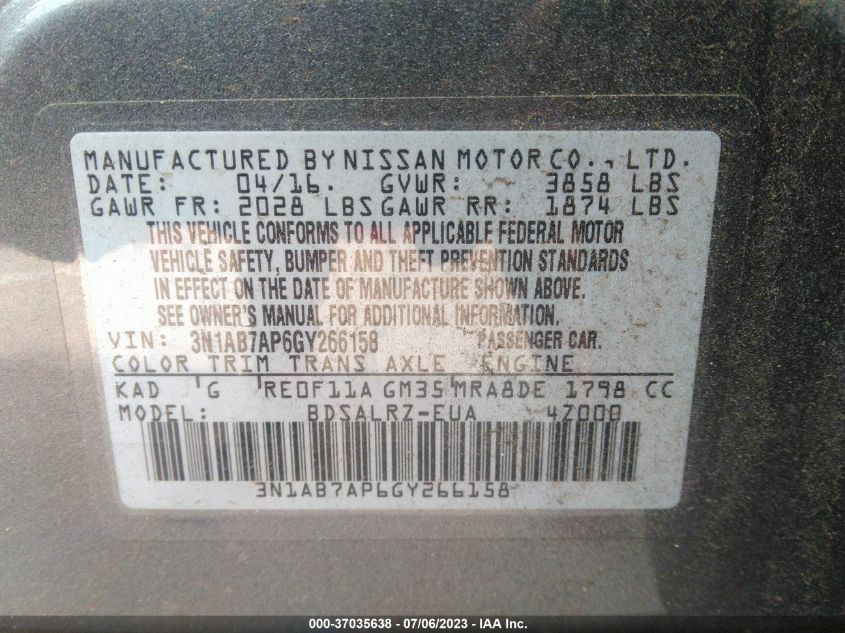 MANUFACTURED BY NISSAN MOTOR CO., LTD.
DATE: 04/16. GVWR: 3858 LBS
GAWR FR: 2028 LBS GAWR RR: 1874 LBS
THIS VEHICLE CONFORMS TO ALL APPLICABLE FEDERAL MOTOR
VEHICLE SAFETY, BUMPER AND THEFT PREVENTION STANDARDS
IN EFFECT ON THE DATE OF MANUFACTURE SHOWN ABOVE.
SEE OWNER'S MANUAL FOR ADDITIONAL INFORMATION.
VIN: 3N1AB7AP6GY266158 PASSENGER CAR.
COLOR TRIM TRANS AXLE ENGINE
KAD G RE0F11A GM35 MRA8DE 1798 CC
MODEL: BDSALRZ-EUA 4Z000
3N1AB7AP6GY266158
000-37035638 - 07/06/2023 - IAA Inc.